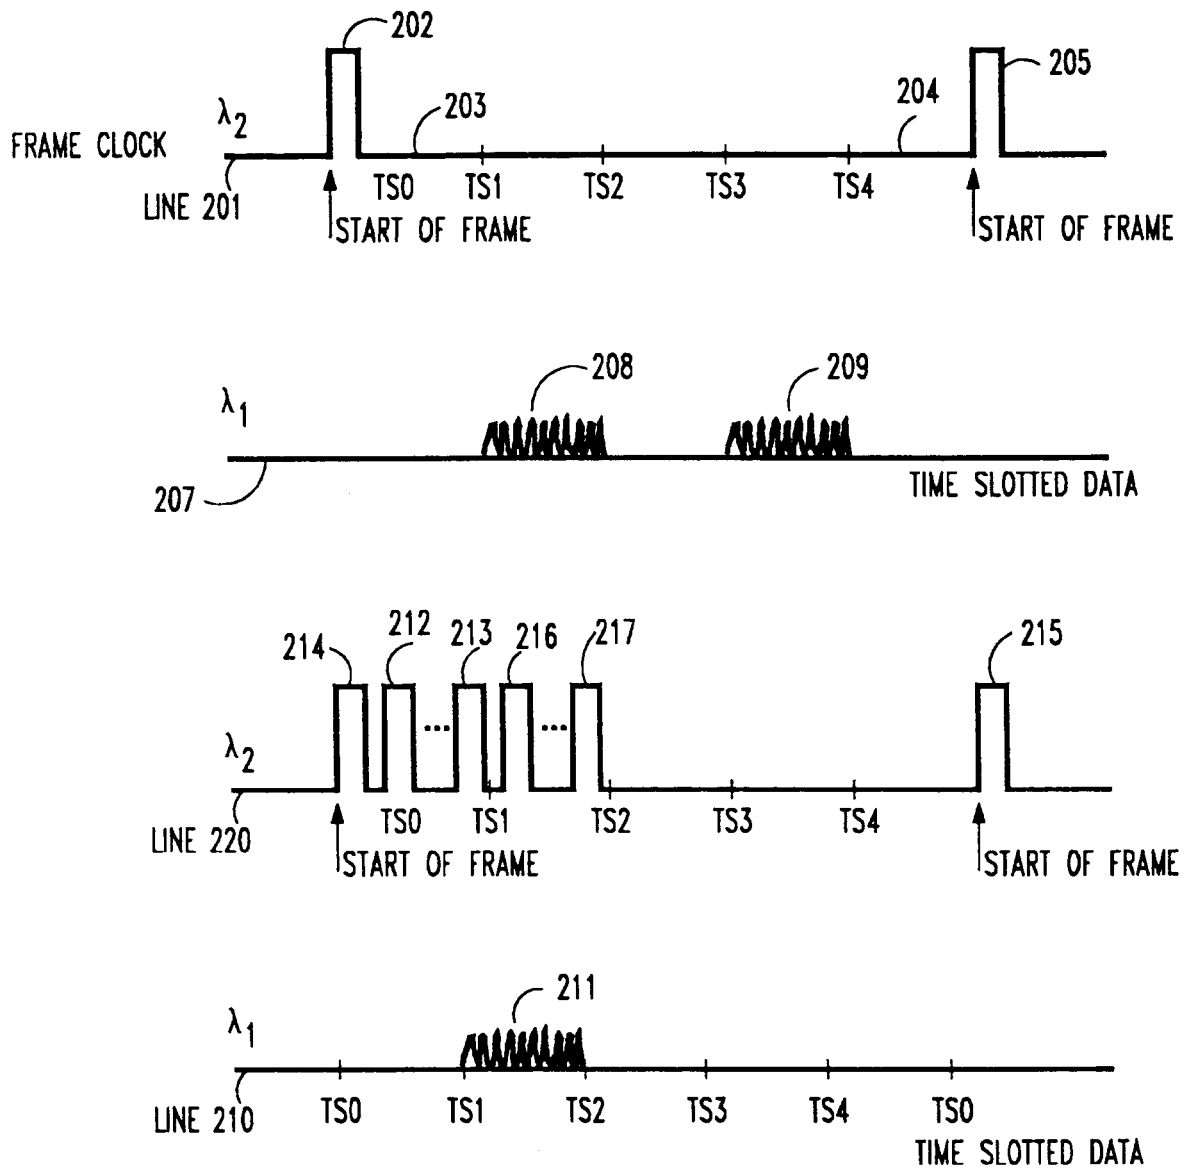 202
λ2
203
204
205
FRAME CLOCK
TS0 TS1 TS2 TS3 TS4
LINE 201
START OF FRAME START OF FRAME
208 209
λ1
207
TIME SLOTTED DATA
214 212 213 216 217 215
... ...
λ2
TS0 TS1 TS2 TS3 TS4
LINE 220
START OF FRAME START OF FRAME
211
λ1
LINE 210 TS0 TS1 TS2 TS3 TS4 TS0
TIME SLOTTED DATA